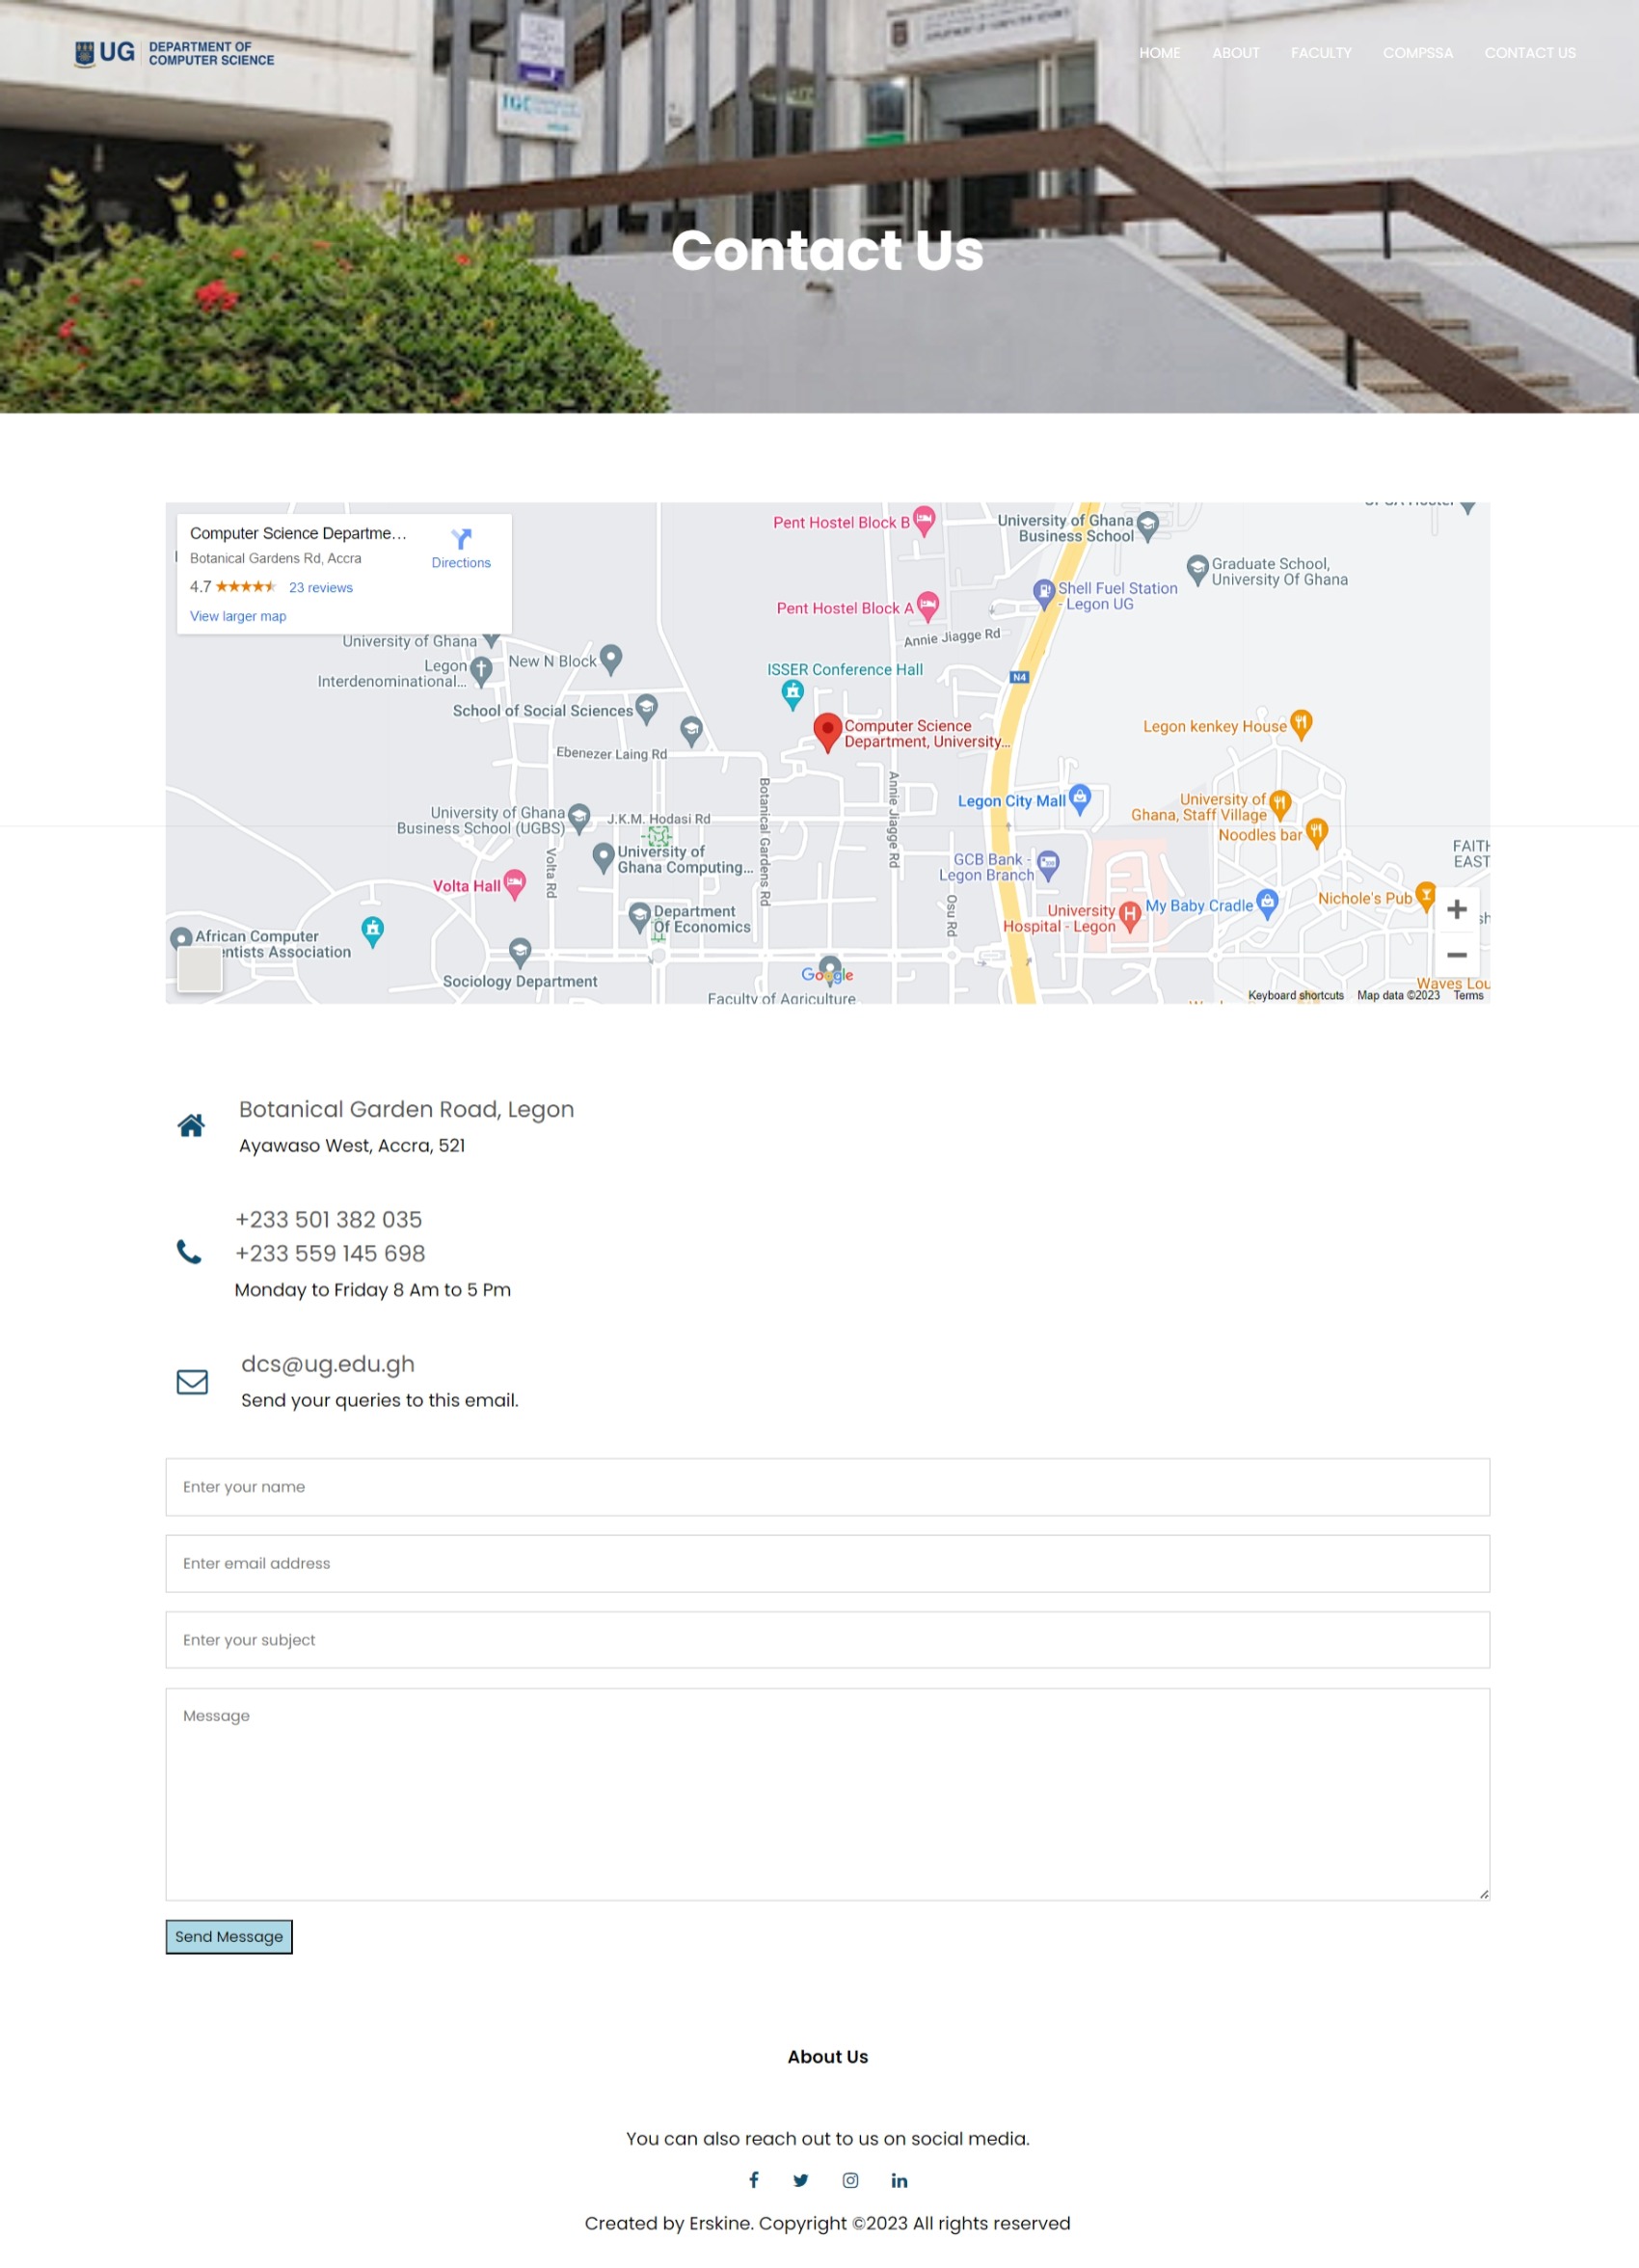 UG
DEPARTMENT OF
COMPUTER SCIENCE
HOME
ABOUT
FACULTY
COMPSSA
CONTACT US
Contact Us
Computer Science Departme...
Botanical Gardens Rd, Accra
4.7
23 reviews
View larger map
Directions
Pent Hostel Block B
University of Ghana
Business School
Graduate School,
University Of Ghana
Shell Fuel Station
- Legon UG
Pent Hostel Block A
Annie Jiagge Rd
University of Ghana
Legon
Interdenominational...
New N Block
ISSER Conference Hall
N4
School of Social Sciences
Computer Science
Department, University...
Legon kenkey House
Ebenezer Laing Rd
Botanical Gardens Rd
Annie Jiagge Rd
Legon City Mall
University of
Ghana, Staff Village
Noodles bar
University of Ghana
Business School (UGBS)
J.K.M. Hodasi Rd
University of
Ghana Computing...
Volta Rd
GCB Bank -
Legon Branch
FAITH
EAST
Volta Hall
Osu Rd
University
Hospital - Legon
My Baby Cradle
Nichole's Pub
Department
Of Economics
African Computer
entists Association
Sociology Department
Google
Faculty of Agriculture
Waves Lou
Keyboard shortcuts
Map data ©2023
Terms
Botanical Garden Road, Legon
Ayawaso West, Accra, 521
+233 501 382 035
+233 559 145 698
Monday to Friday 8 Am to 5 Pm
dcs@ug.edu.gh
Send your queries to this email.
Enter your name
Enter email address
Enter your subject
Message
Send Message
About Us
You can also reach out to us on social media.
Created by Erskine. Copyright ©2023 All rights reserved